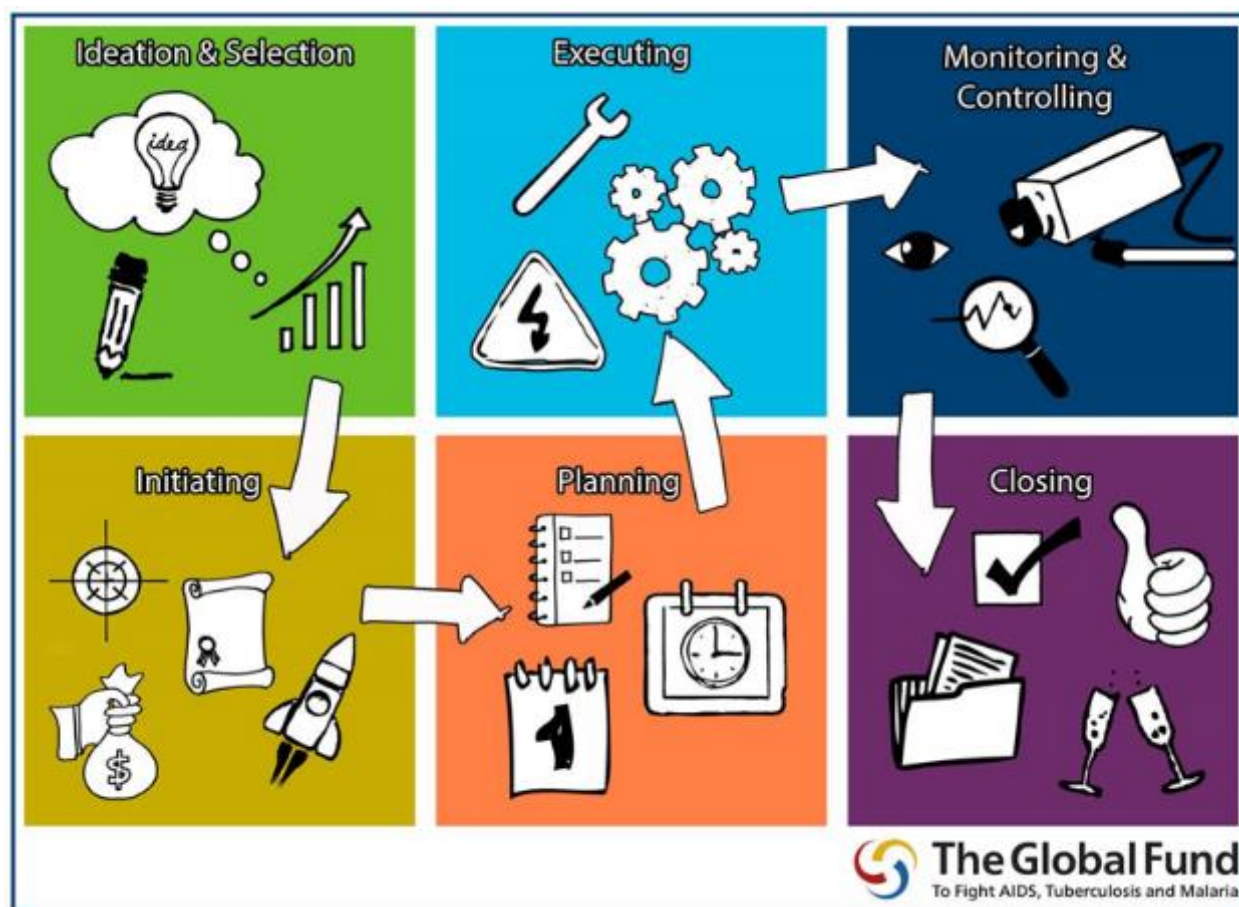 Ideation & Selection
idea
Executing
Monitoring &
Controlling
Initiating
$
Planning
1
Closing
The Global Fund
To Fight AIDS, Tuberculosis and Malaria